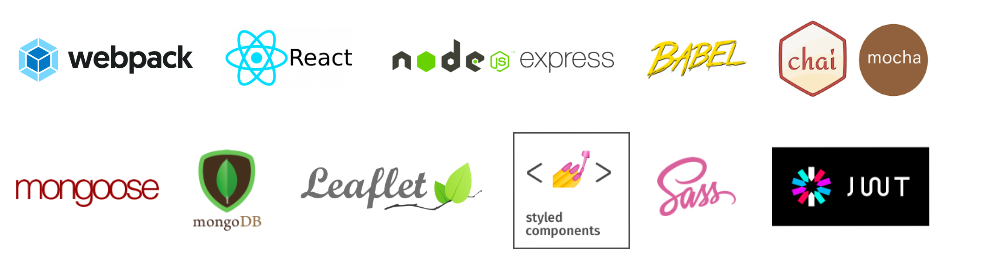 webpack
React
node JS express
BABEL
chai
mocha
mongoose
mongoDB
Leaflet
< >
styled
components
Sass
JWT